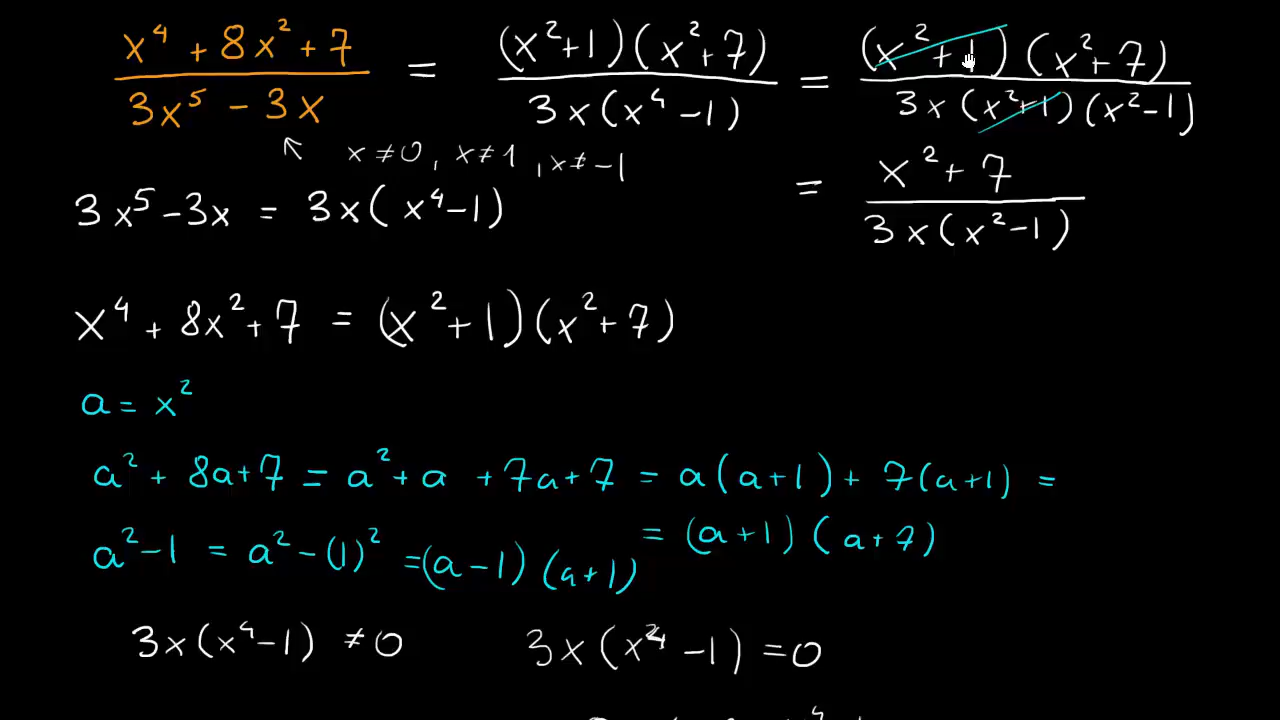 x⁴ + 8x² + 7 / 3x⁵ − 3x = (x²+1)(x²+7) / 3x(x⁴−1) = (x²+1)(x²+7) / 3x(x²+1)(x²−1)
x≠0, x≠1, x≠−1
= x²+7 / 3x(x²−1)
3x⁵−3x = 3x(x⁴−1)
x⁴ + 8x² + 7 = (x²+1)(x²+7)
a = x²
a² + 8a+7 = a²+a +7a+7 = a(a+1) + 7(a+1) =
= (a+1)(a+7)
a²−1 = a²−(1)² =(a−1)(a+1)
3x(x⁴−1) ≠0 3x(x⁴−1)=0